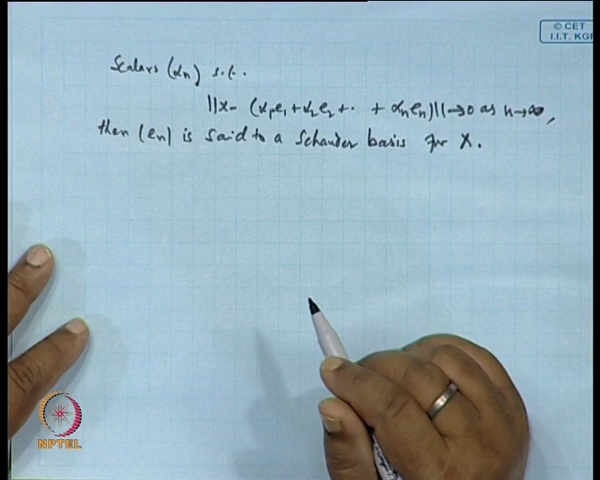 © CET
I.I.T. KGP
Scalars (αn) s.t.
||x - (α1e1 + α2e2 + .. + αnen)|| → 0 as n → ∞,
then (en) is said to a Schauder basis for X.
NPTEL